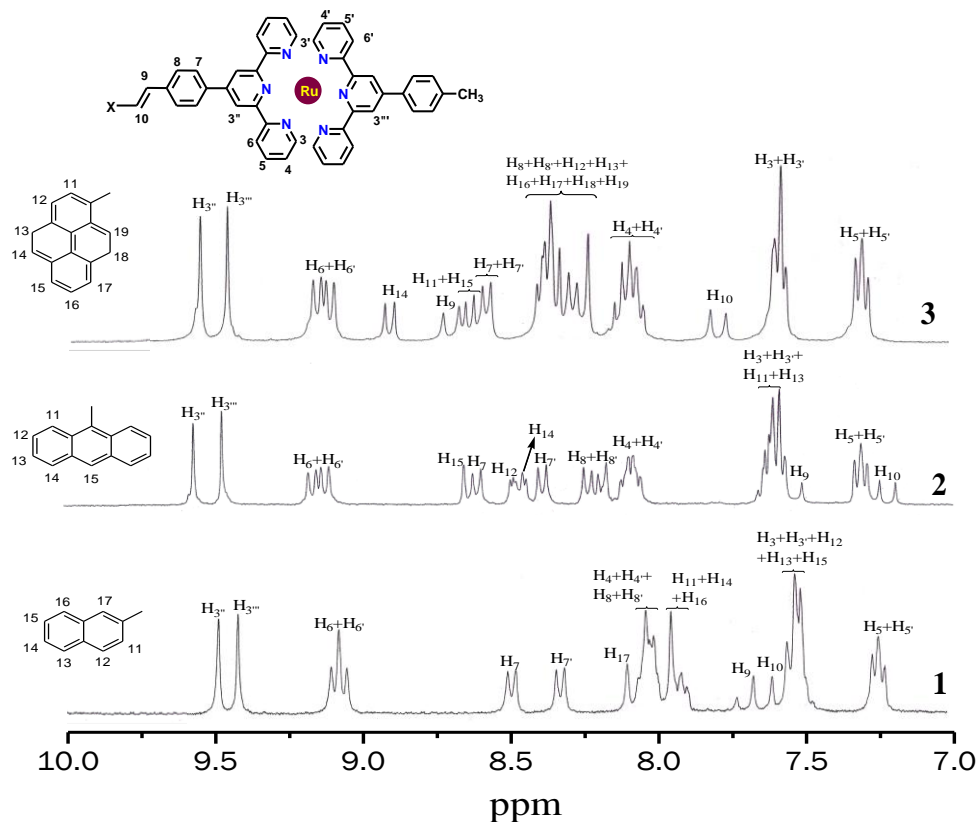 4' 5'
3' 6'
8 7
N N
9 N Ru N
X N N CH₃
10 3'' 3 3'''
6
5 4
H₈+H₈'+H₁₂+H₁₃+
H₁₆+H₁₇+H₁₈+H₁₉
H₃+H₃'
11
12
13 19
14 18
15 17
16
H₃'' H₃''' H₆+H₆' H₁₄ H₁₁+H₁₅ H₉ H₇+H₇' H₄+H₄' H₁₀ H₅+H₅'
3
H₃+H₃'+
H₁₁+H₁₃
11
12
13
14 15
H₃'' H₃''' H₆+H₆' H₁₅ H₇ H₁₂ H₁₄ H₇' H₈+H₈' H₄+H₄' H₉ H₅+H₅' H₁₀
2
H₃+H₃'+H₁₂
+H₁₃+H₁₅
H₄+H₄'+
H₈+H₈'
H₁₁+H₁₄
+H₁₆
16 17
15
14
13 12 11
H₃'' H₃''' H₆+H₆' H₇ H₇' H₁₇ H₉ H₁₀ H₅+H₅'
1
10.0 9.5 9.0 8.5 8.0 7.5 7.0
ppm